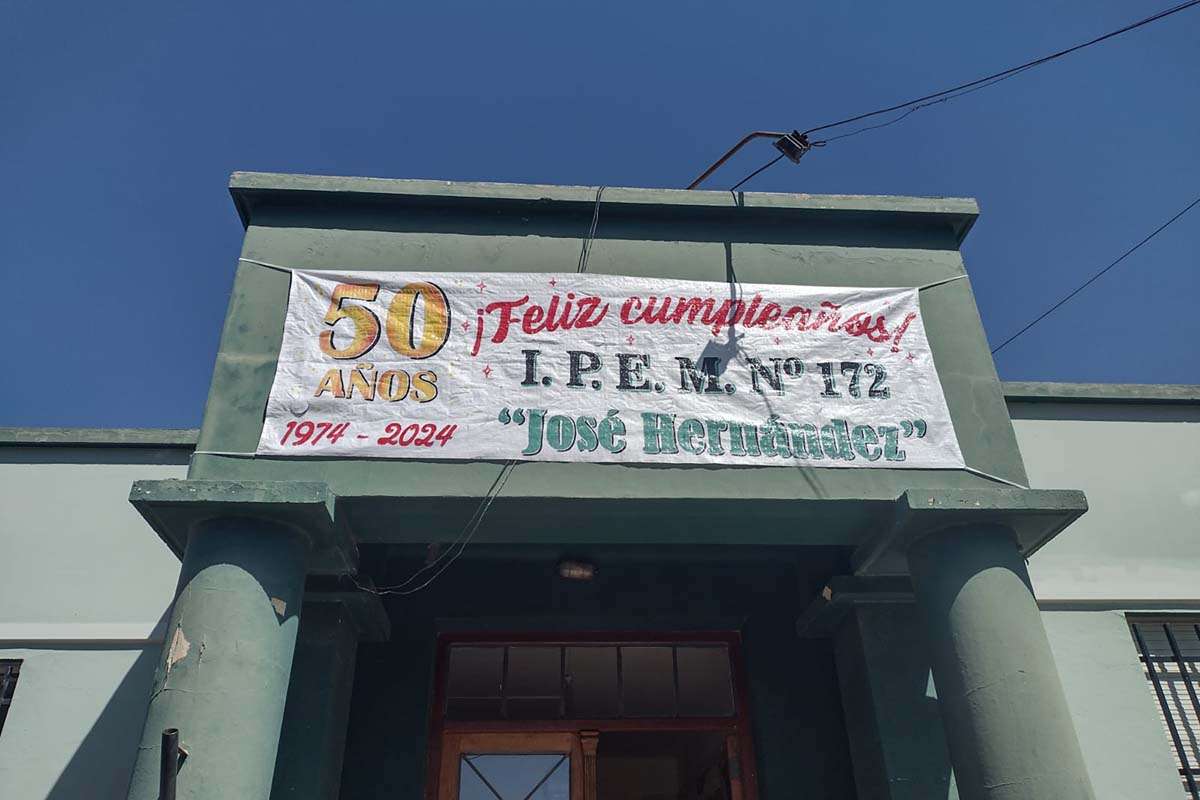 50
AÑOS
1974 - 2024
¡Feliz cumpleaños!
I. P. E. M. Nº 172
“José Hernández”